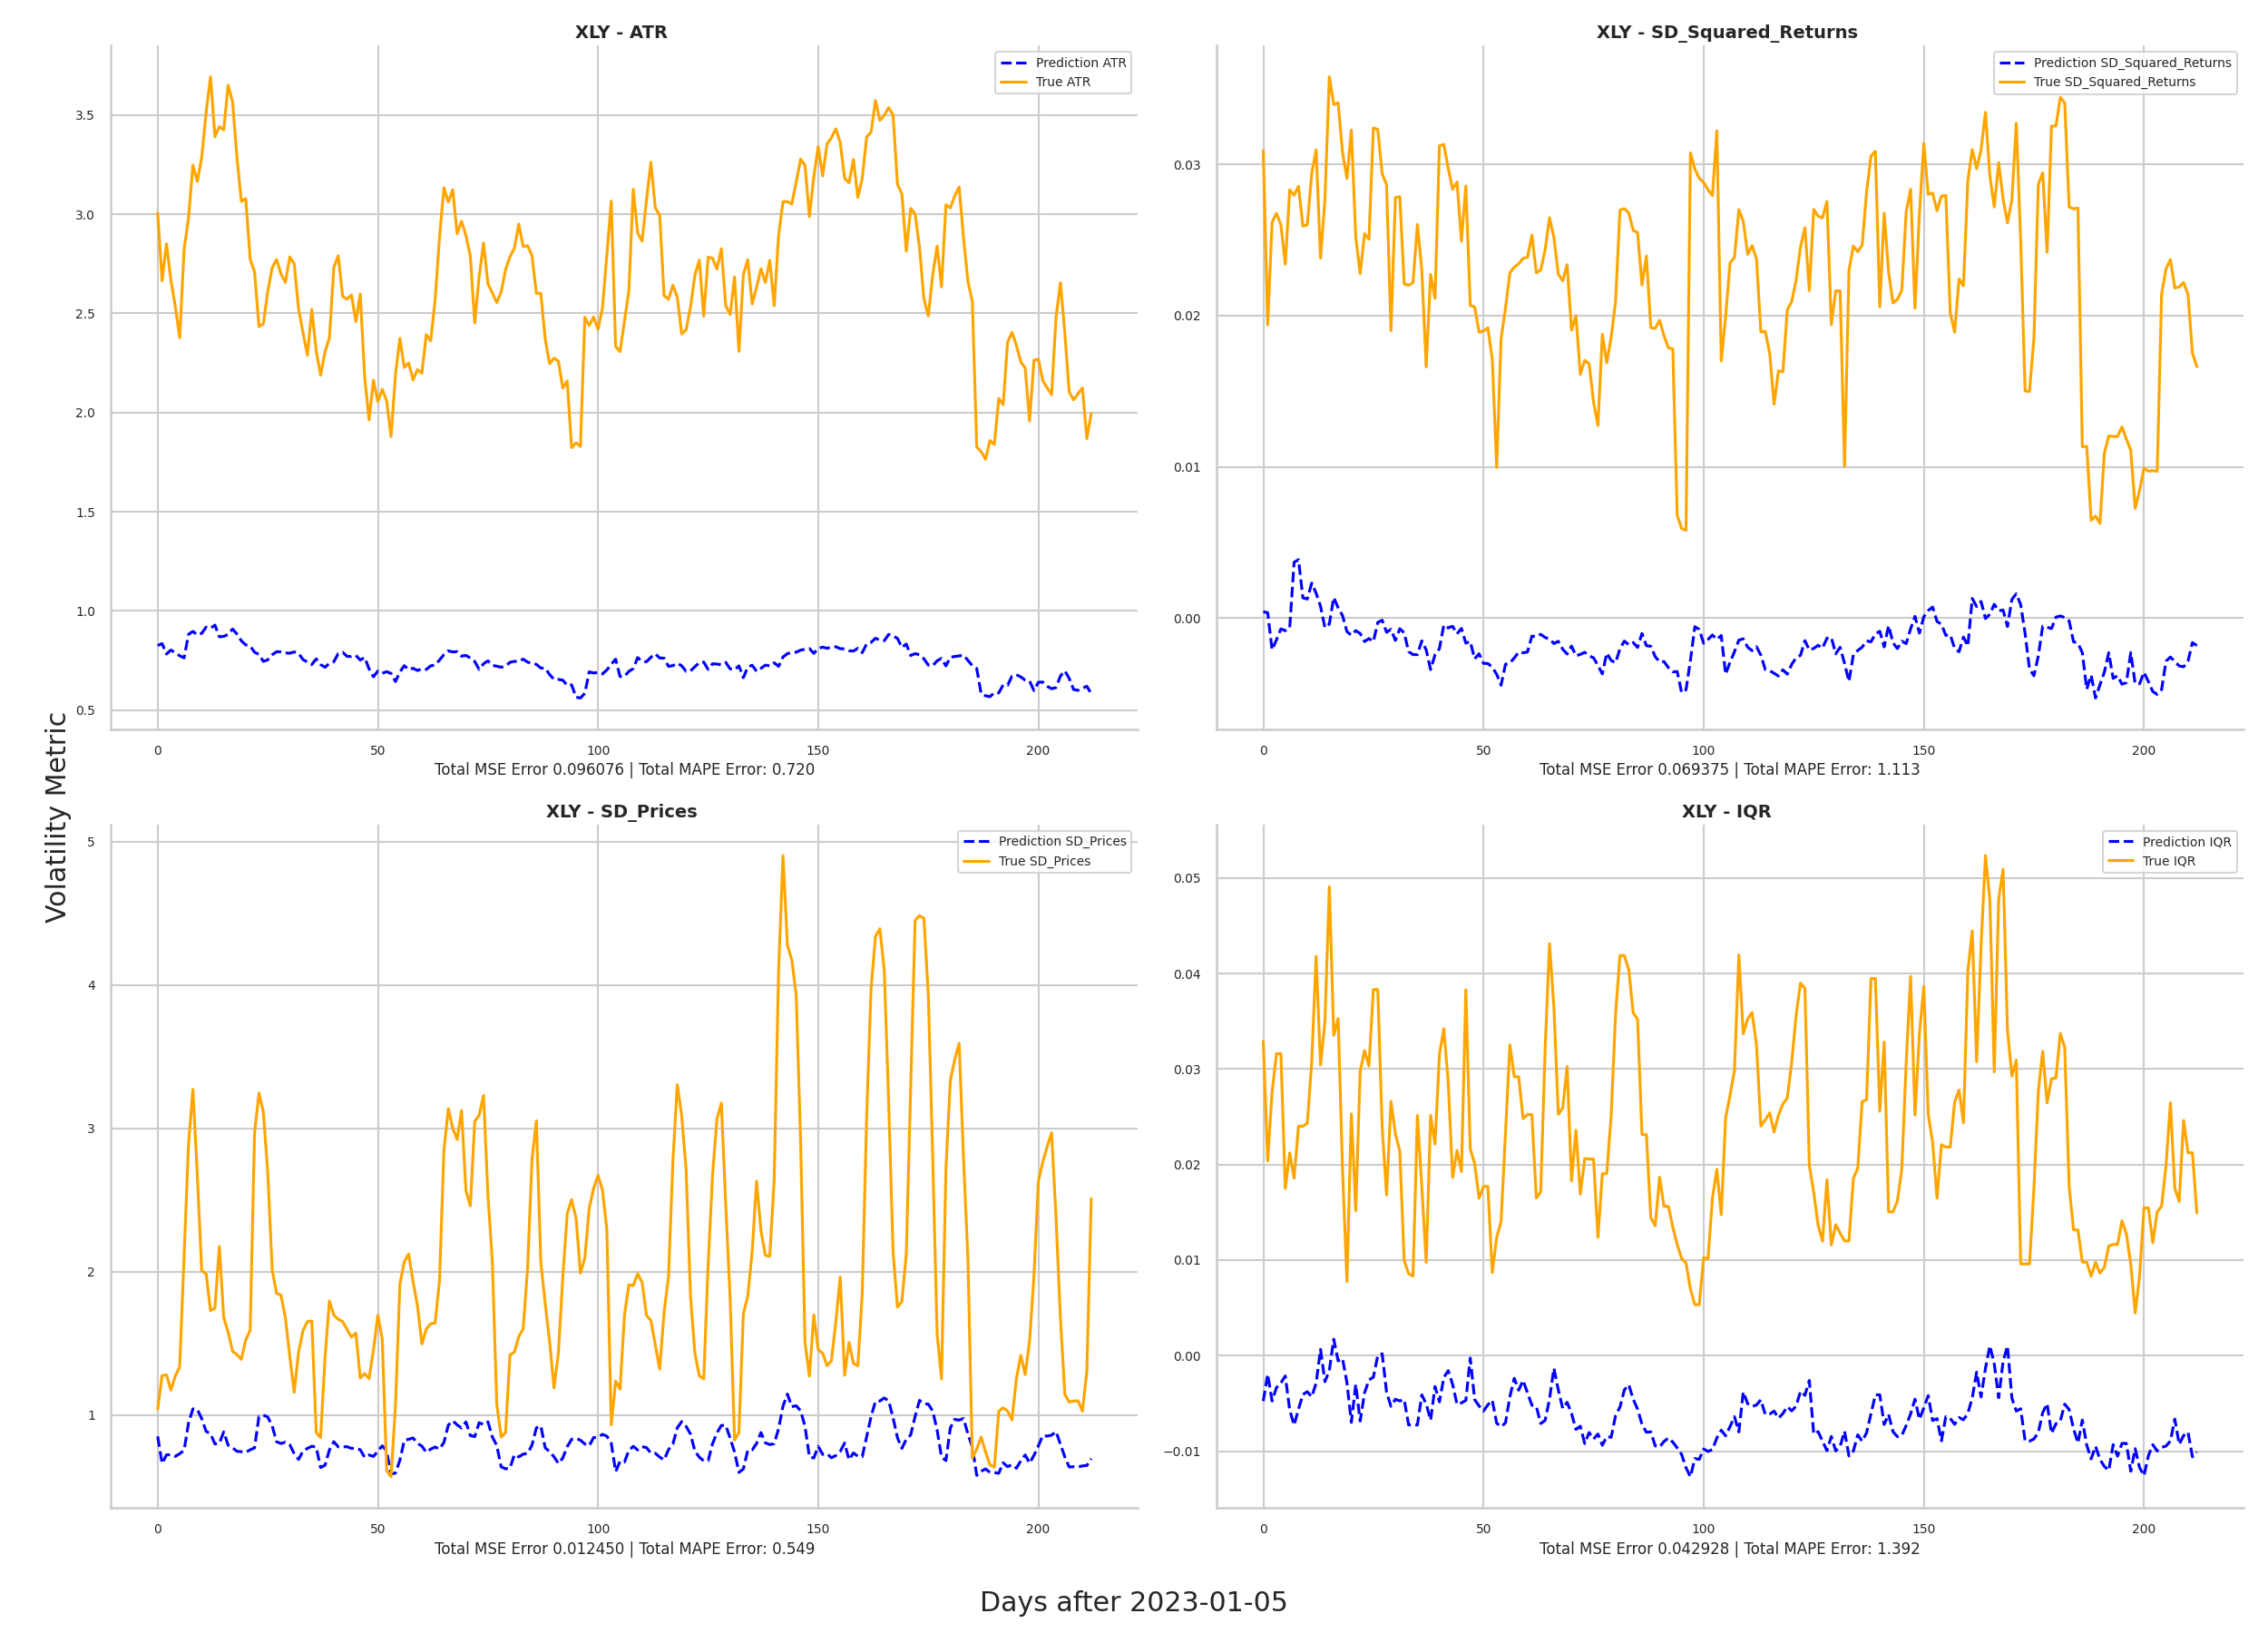 XLY - ATR
Prediction ATR
True ATR
3.5
3.0
2.5
2.0
1.5
1.0
0.5
0 50 100 150 200
Total MSE Error 0.096076 | Total MAPE Error: 0.720
XLY - SD_Squared_Returns
Prediction SD_Squared_Returns
True SD_Squared_Returns
0.03
0.02
0.01
0.00
0 50 100 150 200
Total MSE Error 0.069375 | Total MAPE Error: 1.113
Volatility Metric
XLY - SD_Prices
Prediction SD_Prices
True SD_Prices
5
4
3
2
1
0 50 100 150 200
Total MSE Error 0.012450 | Total MAPE Error: 0.549
XLY - IQR
Prediction IQR
True IQR
0.05
0.04
0.03
0.02
0.01
0.00
−0.01
0 50 100 150 200
Total MSE Error 0.042928 | Total MAPE Error: 1.392
Days after 2023-01-05